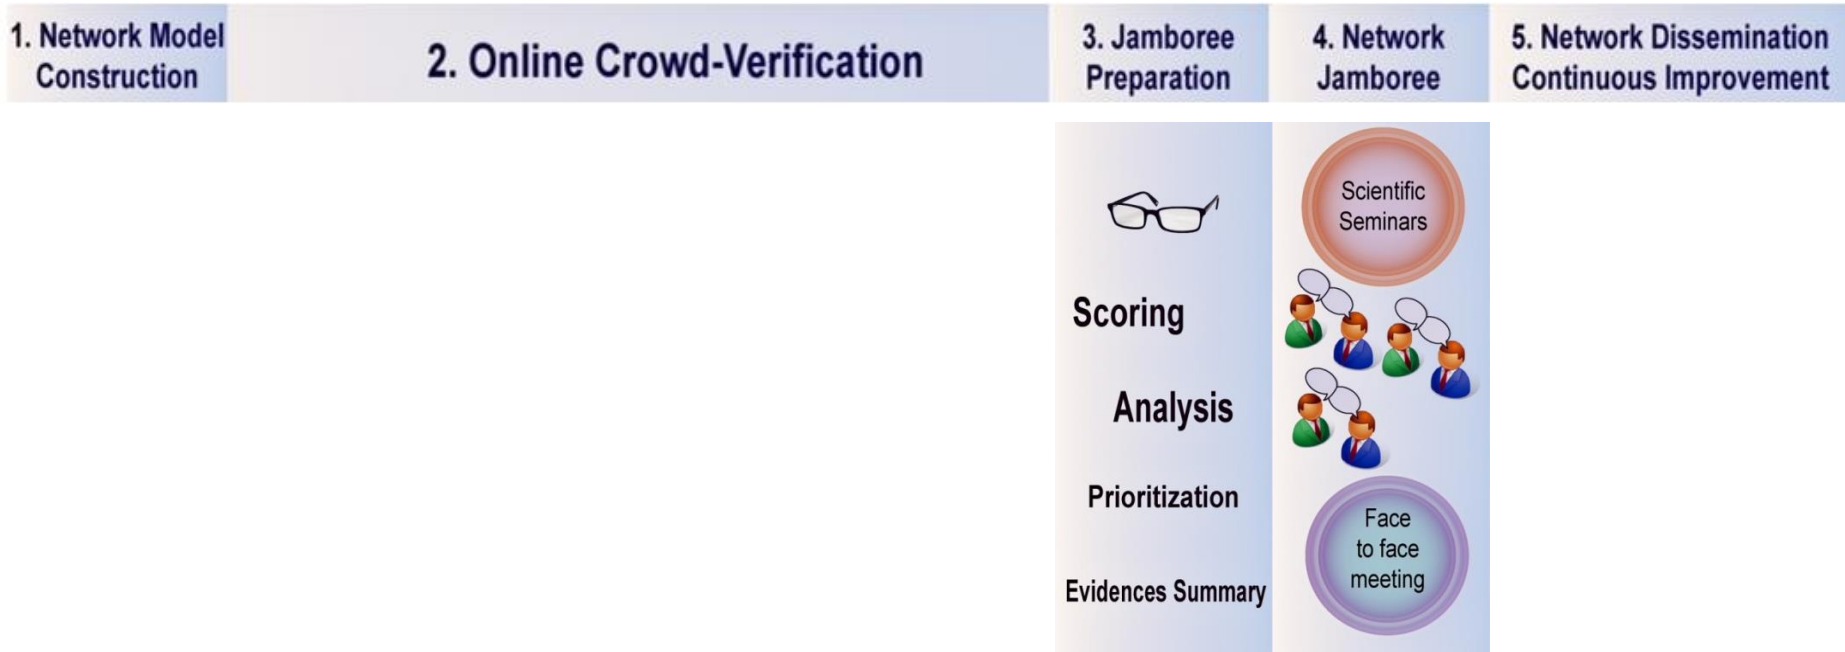 1. Network Model
Construction
2. Online Crowd-Verification
3. Jamboree
Preparation
4. Network
Jamboree
5. Network Dissemination
Continuous Improvement
Scoring
Analysis
Prioritization
Evidences Summary
Scientific
Seminars
Face
to face
meeting